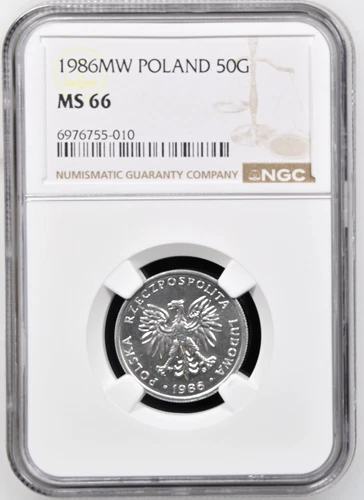 1986MW POLAND 50G
MS 66
6976755-010
NUMISMATIC GUARANTY COMPANY
NGC
POLSKA RZECZPOSPOLITA LUDOWA
1986